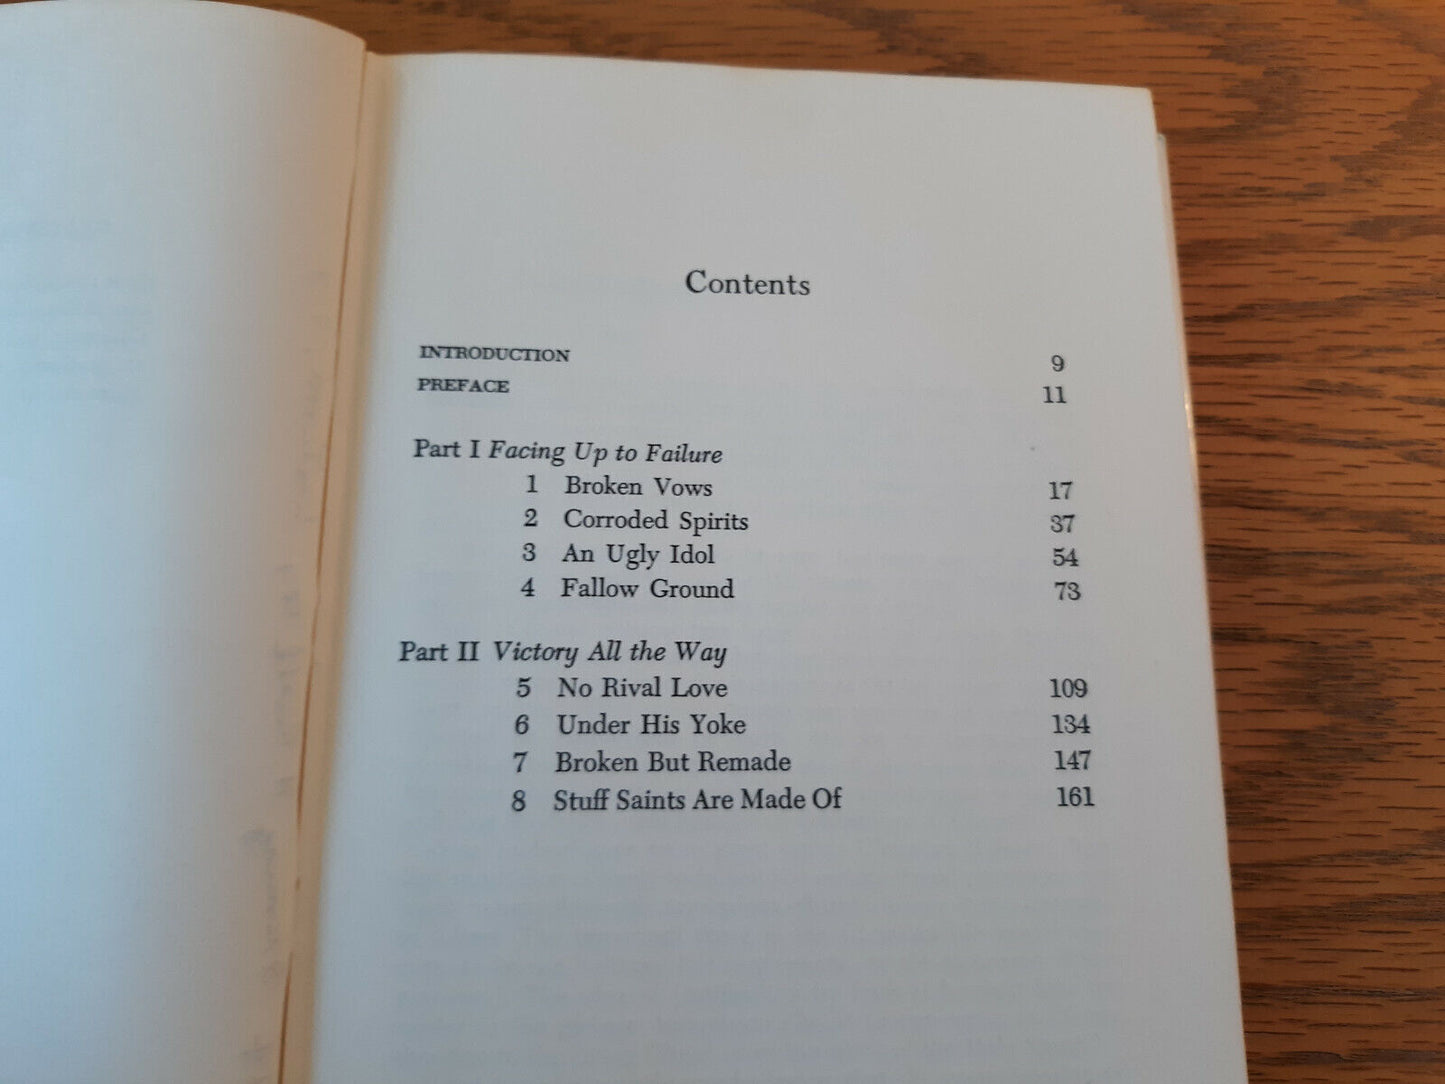 Contents
INTRODUCTION 9
PREFACE 11
Part I Facing Up to Failure
1 Broken Vows 17
2 Corroded Spirits 37
3 An Ugly Idol 54
4 Fallow Ground 73
Part II Victory All the Way
5 No Rival Love 109
6 Under His Yoke 134
7 Broken But Remade 147
8 Stuff Saints Are Made Of 161